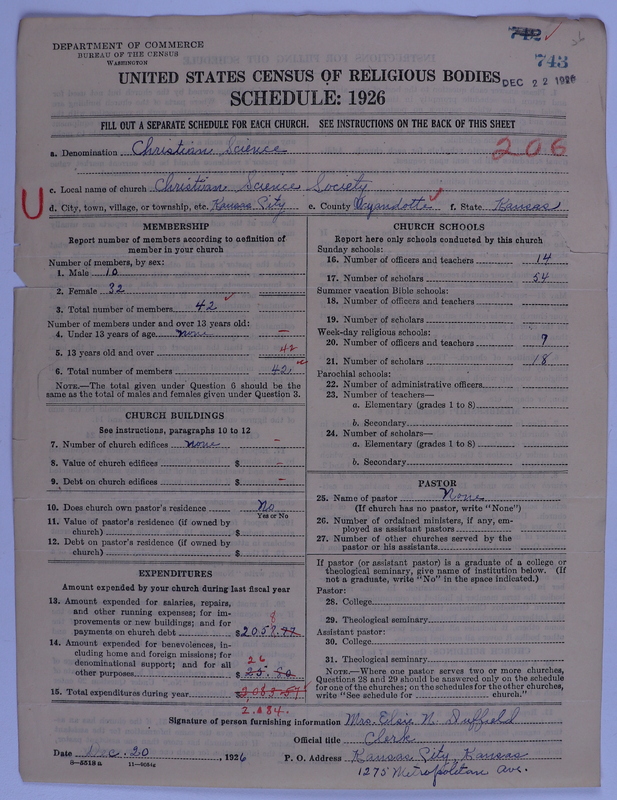 742 ✓
743
DEPARTMENT OF COMMERCE
BUREAU OF THE CENSUS
WASHINGTON
UNITED STATES CENSUS OF RELIGIOUS BODIES
DEC 22 1926
SCHEDULE: 1926
FILL OUT A SEPARATE SCHEDULE FOR EACH CHURCH. SEE INSTRUCTIONS ON THE BACK OF THIS SHEET
a. Denomination Christian Science
206
c. Local name of church Christian Science Society
U
d. City, town, village, or township, etc. Kansas City e. County Wyandotte ✓ f. State Kansas
MEMBERSHIP
Report number of members according to definition of
member in your church
Number of members, by sex:
1. Male 10
2. Female 32
3. Total number of members 42 ✓
Number of members under and over 13 years old:
4. Under 13 years of age none –
5. 13 years old and over 42
6. Total number of members 42
NOTE.—The total given under Question 6 should be
same as the total of males and females given under Question 3.
CHURCH BUILDINGS
See instructions, paragraphs 10 to 12
7. Number of church edifices none –
8. Value of church edifices $ –
9. Debt on church edifices $ –
10. Does church own pastor's residence No
Yes or No
11. Value of pastor's residence (if owned by
church) $
12. Debt on pastor's residence (if owned by
church) $
EXPENDITURES
Amount expended by your church during last fiscal year
13. Amount expended for salaries, repairs,
and other running expenses; for im-
provements or new buildings; and for
payments on church debt $2057.77
8
14. Amount expended for benevolences, in-
cluding home and foreign missions; for
denominational support; and for all
other purposes $25.80
26
15. Total expenditures during year $2083.57
2.084.
CHURCH SCHOOLS
Report here only schools conducted by this church
Sunday schools:
16. Number of officers and teachers 14
17. Number of scholars 54
Summer vacation Bible schools:
18. Number of officers and teachers
19. Number of scholars
Week-day religious schools:
20. Number of officers and teachers 9
21. Number of scholars 18
Parochial schools:
22. Number of administrative officers
23. Number of teachers—
a. Elementary (grades 1 to 8)
b. Secondary
24. Number of scholars—
a. Elementary (grades 1 to 8)
b. Secondary
PASTOR
25. Name of pastor None
(If church has no pastor, write "None")
26. Number of ordained ministers, if any, em-
ployed as assistant pastors
27. Number of other churches served by the
pastor or his assistants
If pastor (or assistant pastor) is a graduate of a college or
theological seminary, give name of institution below. (If
not a graduate, write "No" in the space indicated.)
Pastor:
28. College
29. Theological seminary
Assistant pastor:
30. College
31. Theological seminary
NOTE.—Where one pastor serves two or more churches,
Questions 28 and 29 should be answered only on the schedule
for one of the churches; on the schedules for the other churches,
write "See schedule for church."
Signature of person furnishing information Mrs. Elsie N. Duffield
Official title Clerk
Date Dec. 20, 1926 P. O. Address Kansas City, Kansas
1275 Metropolitan Ave.